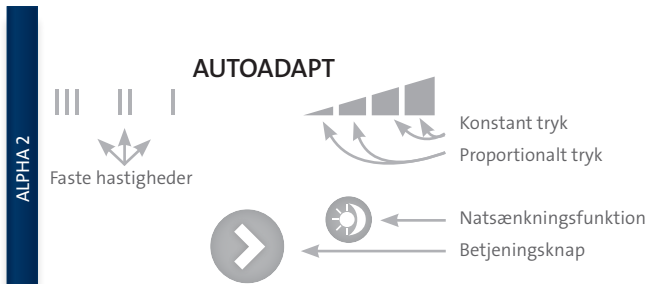 ALPHA 2
AUTOADAPT
III II I
Konstant tryk
Proportionalt tryk
Faste hastigheder
Natsænkningsfunktion
Betjeningsknap